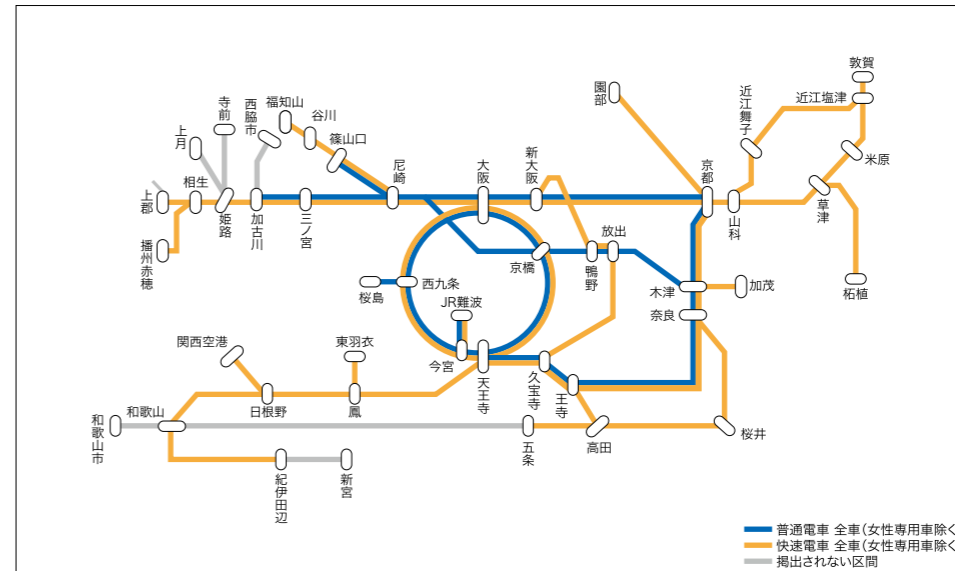 敦賀
近江塩津
園部
近江舞子
米原
寺前
福知山
谷川
西脇市
上月
篠山口
尼崎
大阪
新大阪
京都
相生
上郡
姫路
加古川
三ノ宮
山科
草津
播州赤穂
京橋
鴨野
放出
桜島
西九条
木津
加茂
柘植
JR難波
奈良
関西空港
東羽衣
今宮
天王寺
久宝寺
王寺
和歌山市
和歌山
日根野
鳳
五条
高田
桜井
紀伊田辺
新宮
普通電車 全車(女性専用車除く
快速電車 全車(女性専用車除く
掲出されない区間